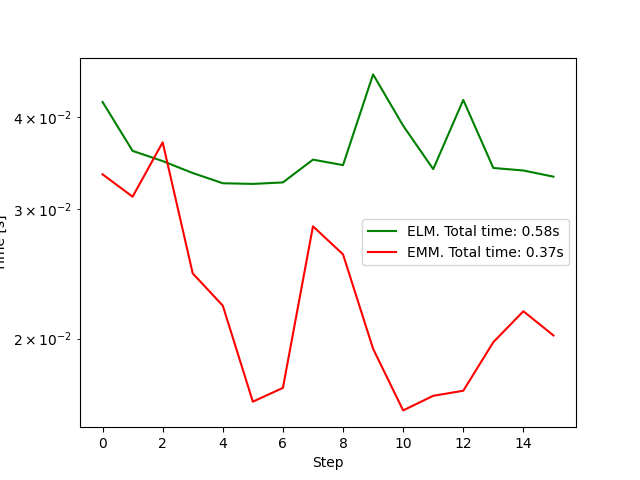 4 × 10⁻²
3 × 10⁻²
2 × 10⁻²
Time [s]
ELM. Total time: 0.58s
EMM. Total time: 0.37s
0 2 4 6 8 10 12 14
Step